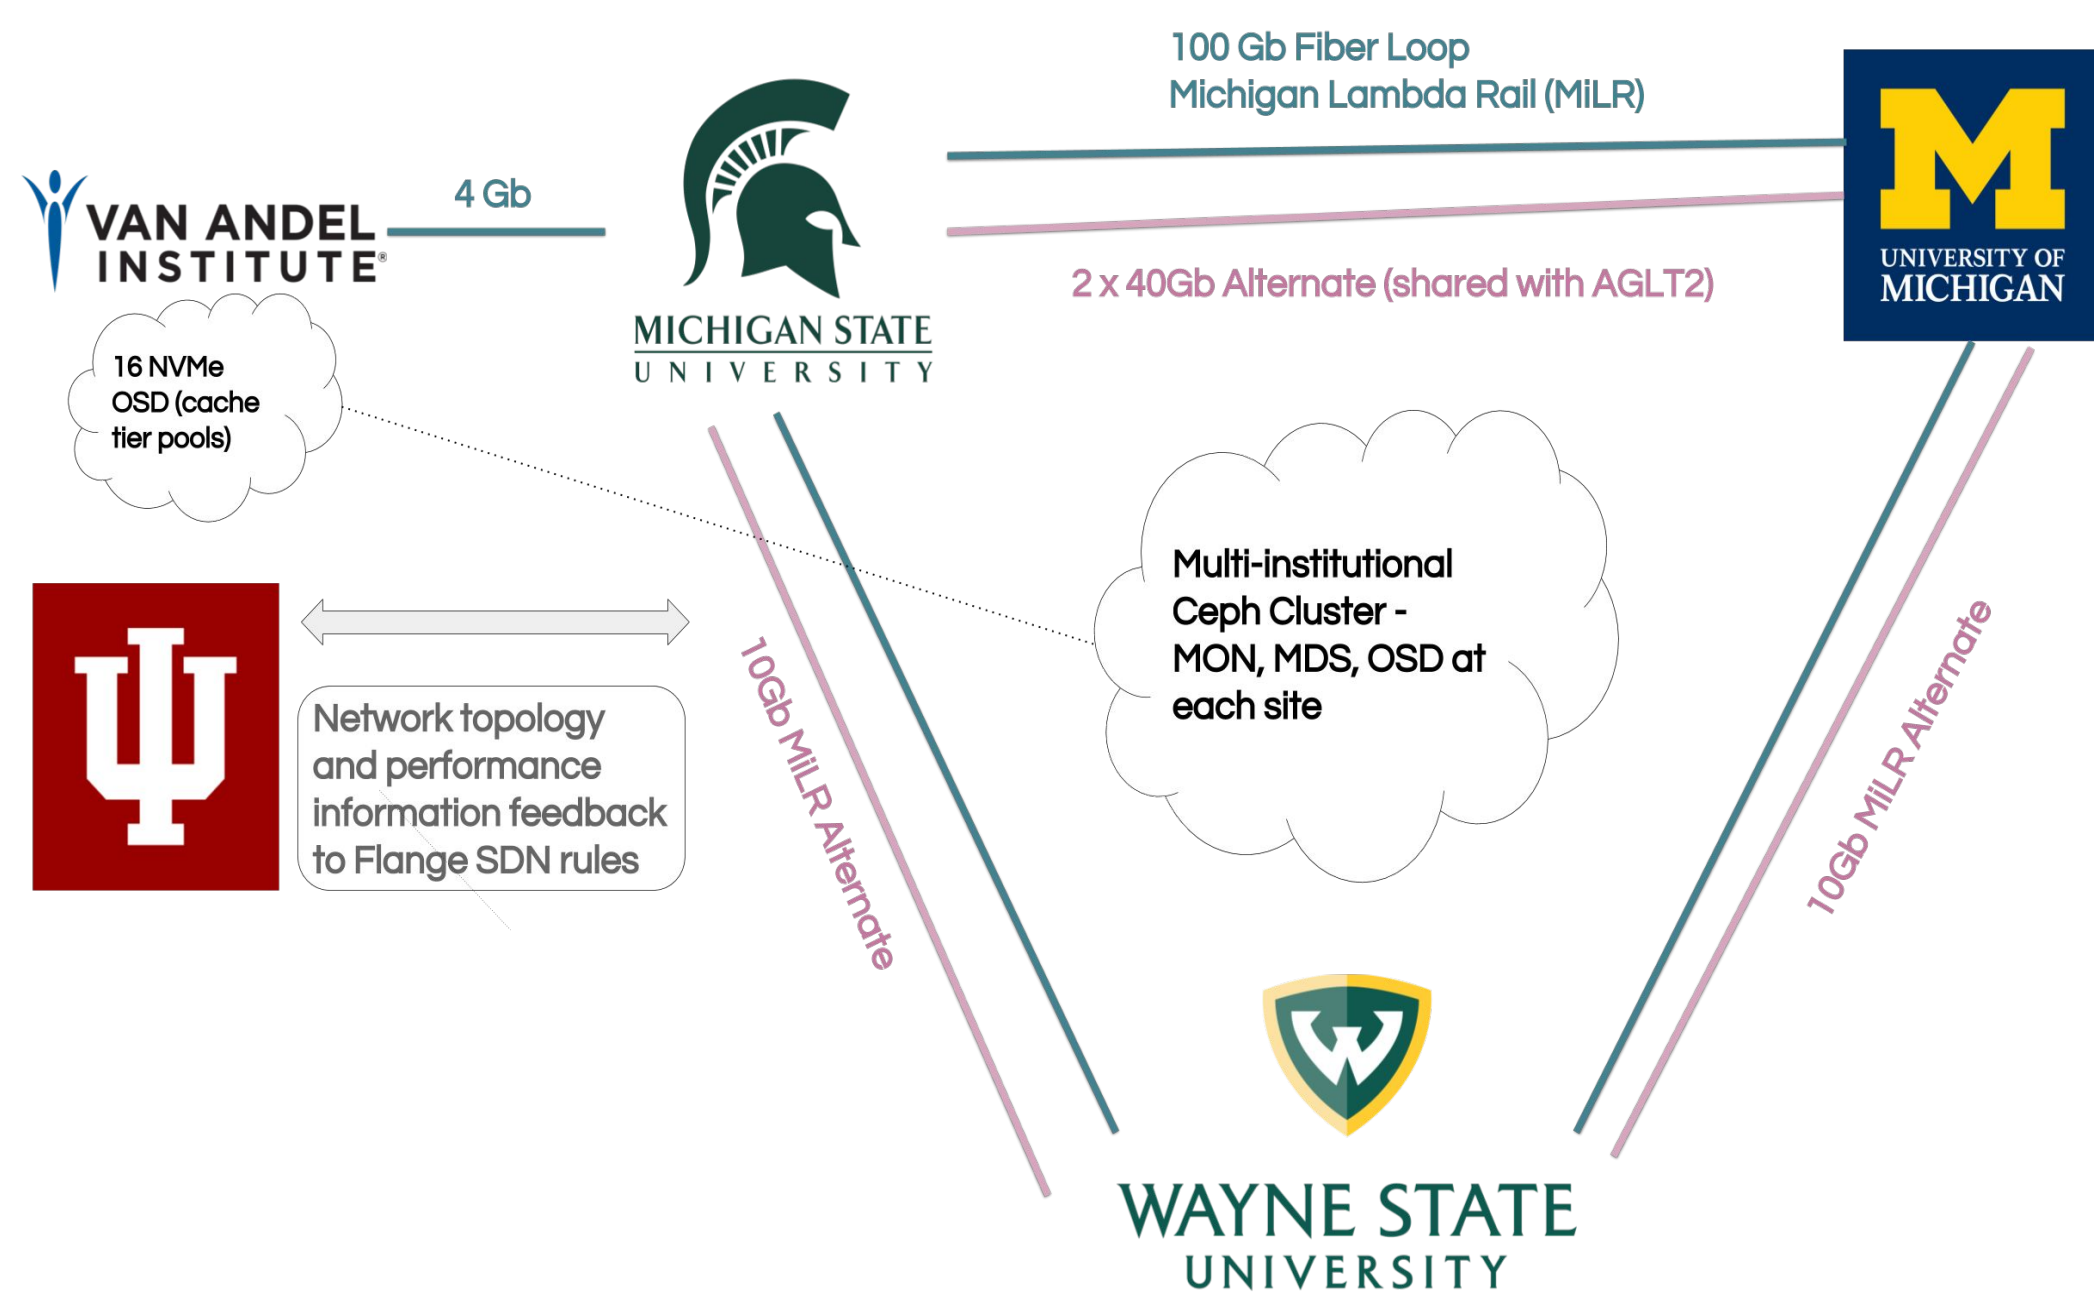 100 Gb Fiber Loop
Michigan Lambda Rail (MiLR)
4 Gb
VAN ANDEL
INSTITUTE®
MICHIGAN STATE
UNIVERSITY
2 x 40Gb Alternate (shared with AGLT2)
M
UNIVERSITY OF
MICHIGAN
16 NVMe
OSD (cache
tier pools)
Multi-institutional
Ceph Cluster -
MON, MDS, OSD at
each site
Network topology
and performance
information feedback
to Flange SDN rules
10Gb MiLR Alternate
10Gb MiLR Alternate
W
WAYNE STATE
UNIVERSITY